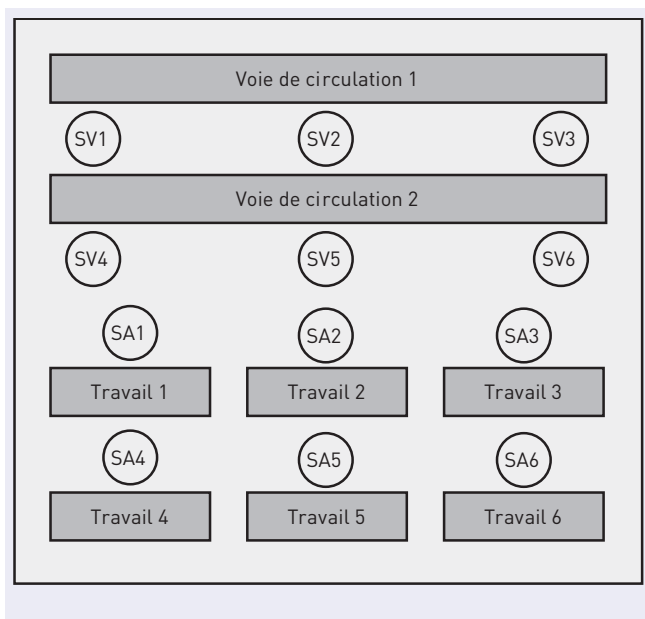 Voie de circulation 1
SV1 SV2 SV3
Voie de circulation 2
SV4 SV5 SV6
SA1 SA2 SA3
Travail 1 Travail 2 Travail 3
SA4 SA5 SA6
Travail 4 Travail 5 Travail 6